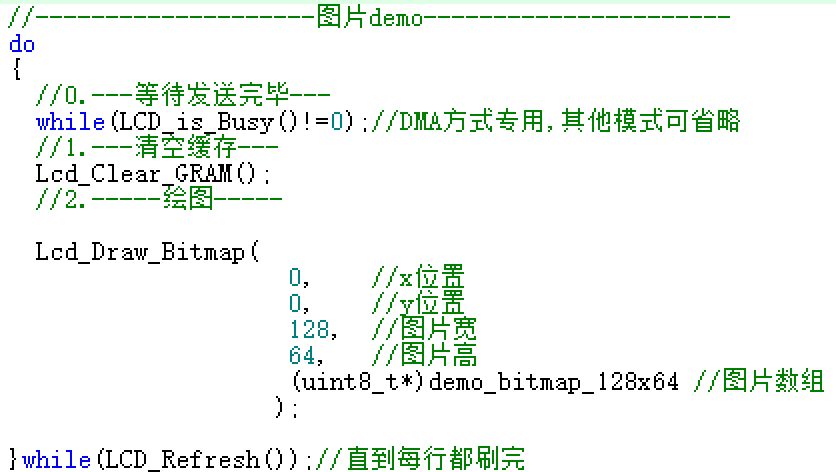 //--------------------图片demo----------------------
do
{
//0.---等待发送完毕---
while(LCD_is_Busy()!=0);//DMA方式专用,其他模式可省略
//1.---清空缓存---
Lcd_Clear_GRAM();
//2.-----绘图-----
Lcd_Draw_Bitmap(
0, //x位置
0, //y位置
128, //图片宽
64, //图片高
(uint8_t*)demo_bitmap_128x64 //图片数组
);
}while(LCD_Refresh());//直到每行都刷完